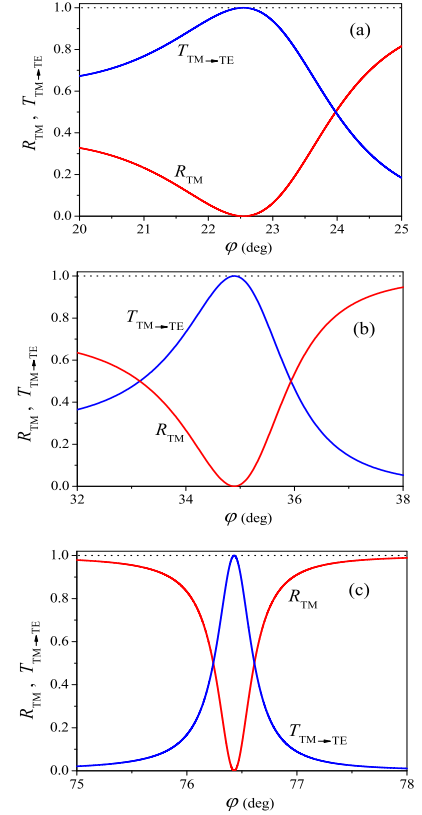 (a)
1.0
0.8
0.6
0.4
0.2
0.0
R_TM , T_TM→TE
T_TM→TE
R_TM
20 21 22 23 24 25
φ (deg)
(b)
1.0
0.8
0.6
0.4
0.2
0.0
R_TM , T_TM→TE
T_TM→TE
R_TM
32 34 36 38
φ (deg)
(c)
1.0
0.8
0.6
0.4
0.2
0.0
R_TM , T_TM→TE
R_TM
T_TM→TE
75 76 77 78
φ (deg)